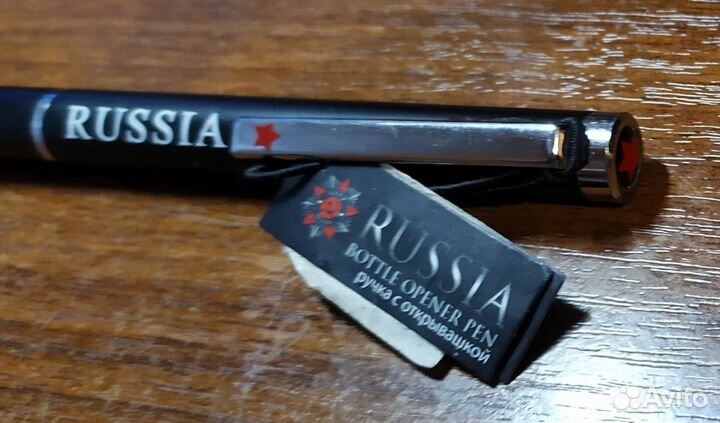 RUSSIA
RUSSIA
BOTTLE OPENER PEN
ручка с открывашкой
Avito